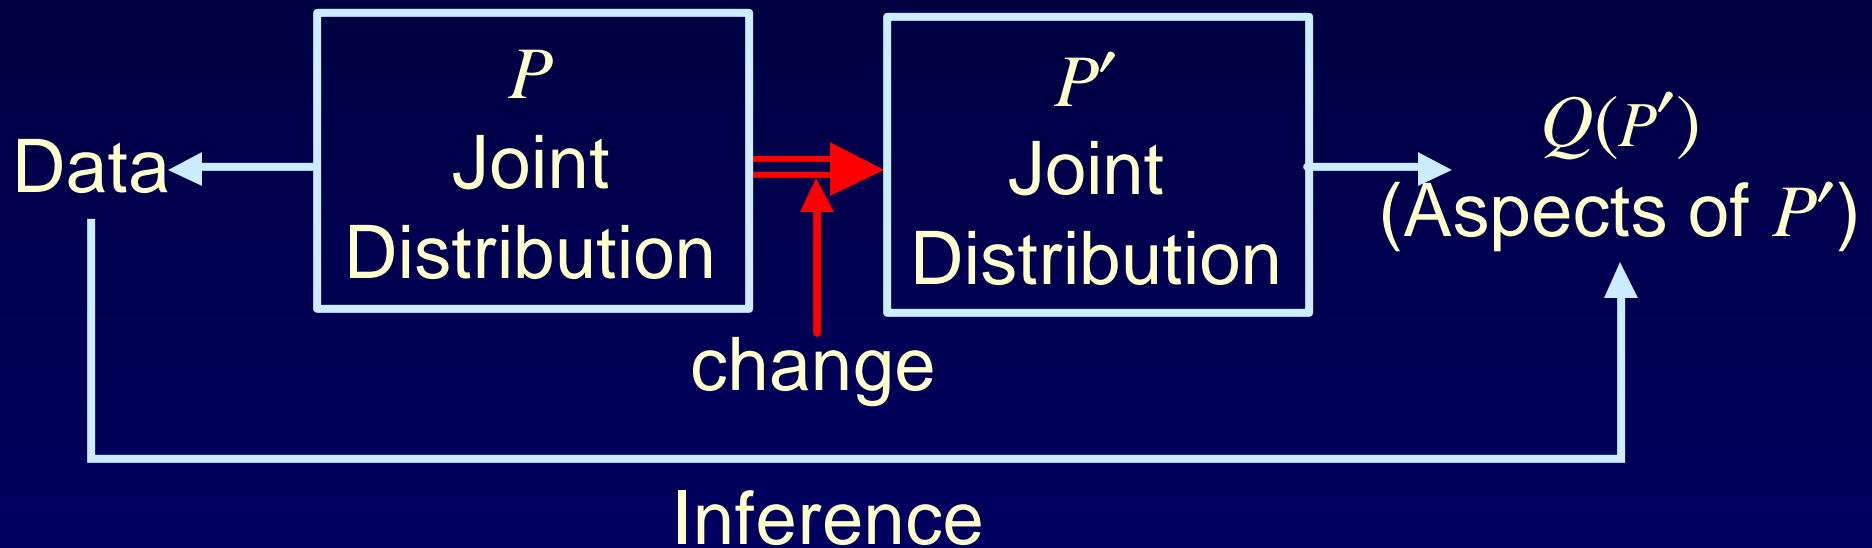 Data
P
Joint
Distribution
change
P′
Joint
Distribution
Q(P′)
(Aspects of P′)
Inference